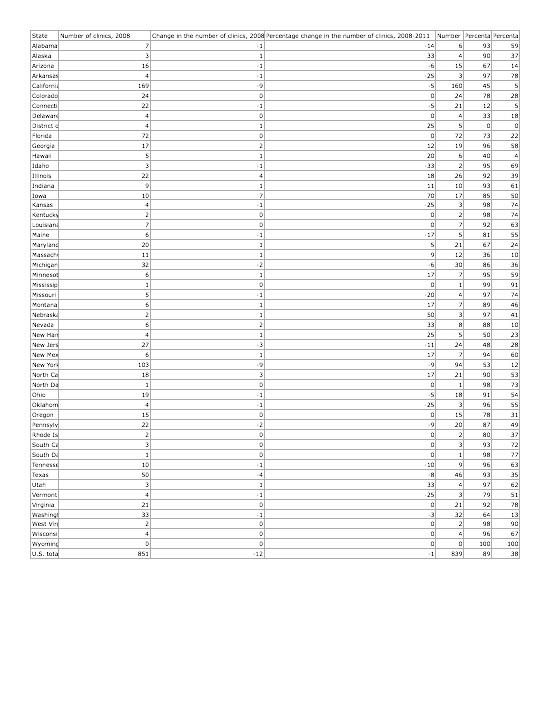 State Number of clinics, 2008 Change in the number of clinics, 2008 Percentage change in the number of clinics, 2008-2011 Number Percenta Percenta
Alabama 7 -1 -14 6 93 59
Alaska 3 1 33 4 90 37
Arizona 16 -1 -6 15 67 14
Arkansas 4 -1 -25 3 97 78
California 169 -9 -5 160 45 5
Colorado 24 0 0 24 78 28
Connecti 22 -1 -5 21 12 5
Delaware 4 0 0 4 33 18
District o 4 1 25 5 0 0
Florida 72 0 0 72 73 22
Georgia 17 2 12 19 96 58
Hawaii 5 1 20 6 40 4
Idaho 3 -1 -33 2 95 69
Illinois 22 4 18 26 92 39
Indiana 9 1 11 10 93 61
Iowa 10 7 70 17 85 50
Kansas 4 -1 -25 3 98 74
Kentucky 2 0 0 2 98 74
Louisiana 7 0 0 7 92 63
Maine 6 -1 -17 5 81 55
Maryland 20 1 5 21 67 24
Massach 11 1 9 12 36 10
Michigan 32 -2 -6 30 86 36
Minnesot 6 1 17 7 95 59
Mississip 1 0 0 1 99 91
Missouri 5 -1 -20 4 97 74
Montana 6 1 17 7 89 46
Nebraska 2 1 50 3 97 41
Nevada 6 2 33 8 88 10
New Ham 4 1 25 5 50 23
New Jers 27 -3 -11 24 48 28
New Mex 6 1 17 7 94 60
New York 103 -9 -9 94 53 12
North Ca 18 3 17 21 90 53
North Da 1 0 0 1 98 73
Ohio 19 -1 -5 18 91 54
Oklahom 4 -1 -25 3 96 55
Oregon 15 0 0 15 78 31
Pennsylv 22 -2 -9 20 87 49
Rhode Is 2 0 0 2 80 37
South Ca 3 0 0 3 93 72
South Da 1 0 0 1 98 77
Tennesse 10 -1 -10 9 96 63
Texas 50 -4 -8 46 93 35
Utah 3 1 33 4 97 62
Vermont 4 -1 -25 3 79 51
Virginia 21 0 0 21 92 78
Washingt 33 -1 -3 32 64 13
West Virg 2 0 0 2 98 90
Wisconsi 4 0 0 4 96 67
Wyoming 0 0 0 0 100 100
U.S. tota 851 -12 -1 839 89 38